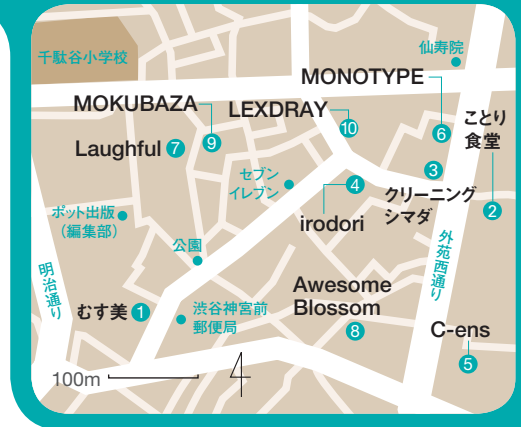 千駄谷小学校
仙寿院
MONOTYPE
MOKUBAZA
LEXDRAY
10
6
ことり
食堂
Laughful 7
9
3
セブン
イレブン
4
クリーニング
シマダ
2
ポット出版
(編集部)
irodori
公園
外苑西通り
明治通り
Awesome
Blossom
むす美 1
渋谷神宮前
郵便局
8
C-ens
5
100m
4